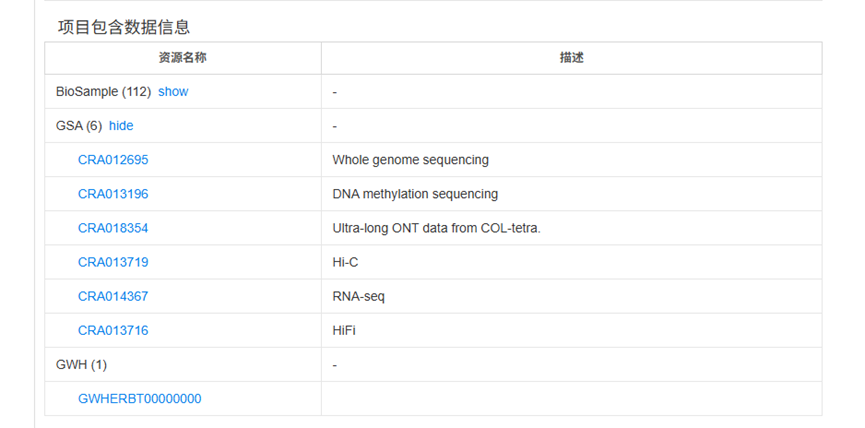 项目包含数据信息
资源名称 描述
BioSample (112) show -
GSA (6) hide -
CRA012695 Whole genome sequencing
CRA013196 DNA methylation sequencing
CRA018354 Ultra-long ONT data from COL-tetra.
CRA013719 Hi-C
CRA014367 RNA-seq
CRA013716 HiFi
GWH (1) -
GWHERBT00000000